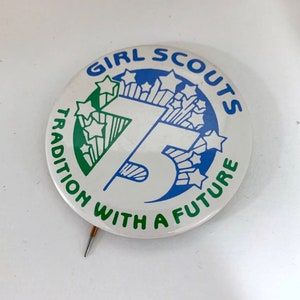 GIRL SCOUTS
75
TRADITION WITH A FUTURE